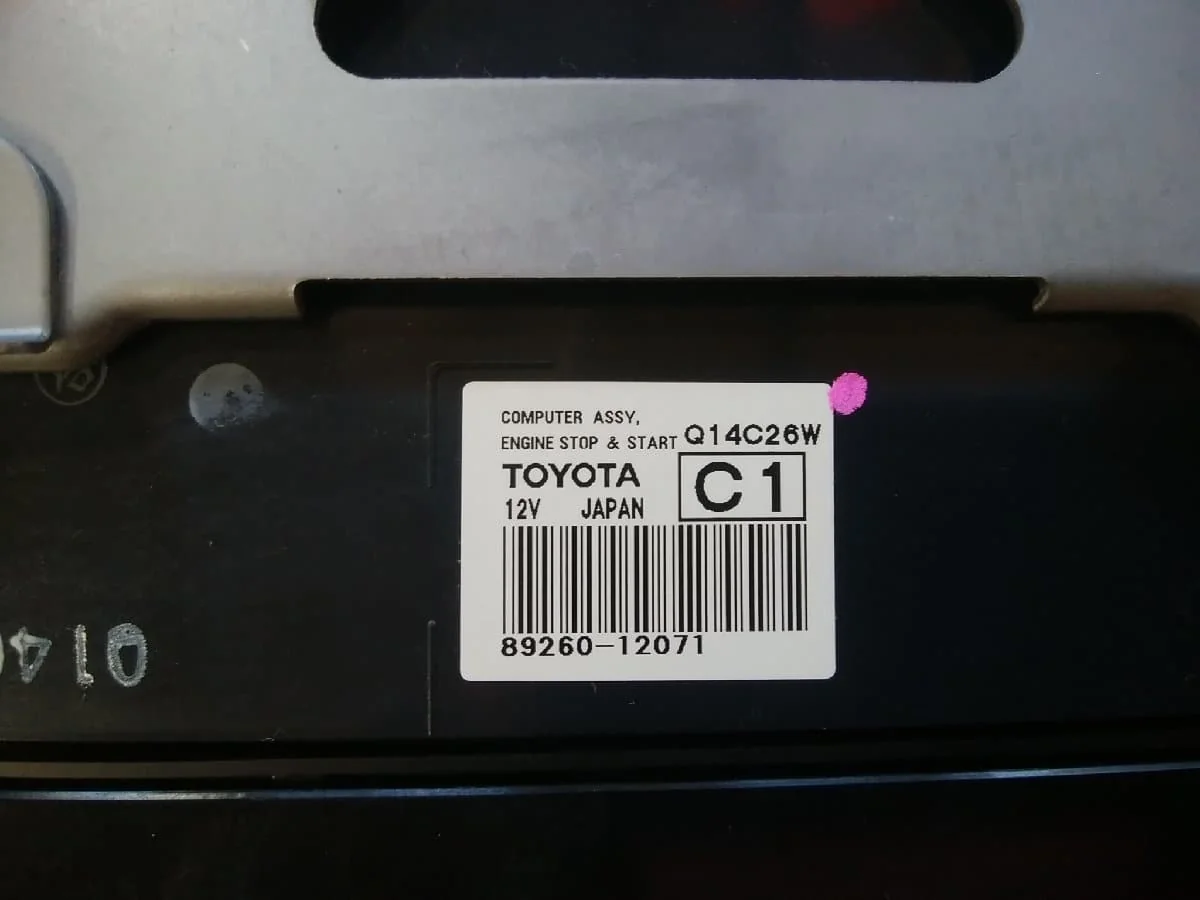 COMPUTER ASSY,
ENGINE STOP & START Q14C26W
TOYOTA
C1
12V JAPAN
89260-12071